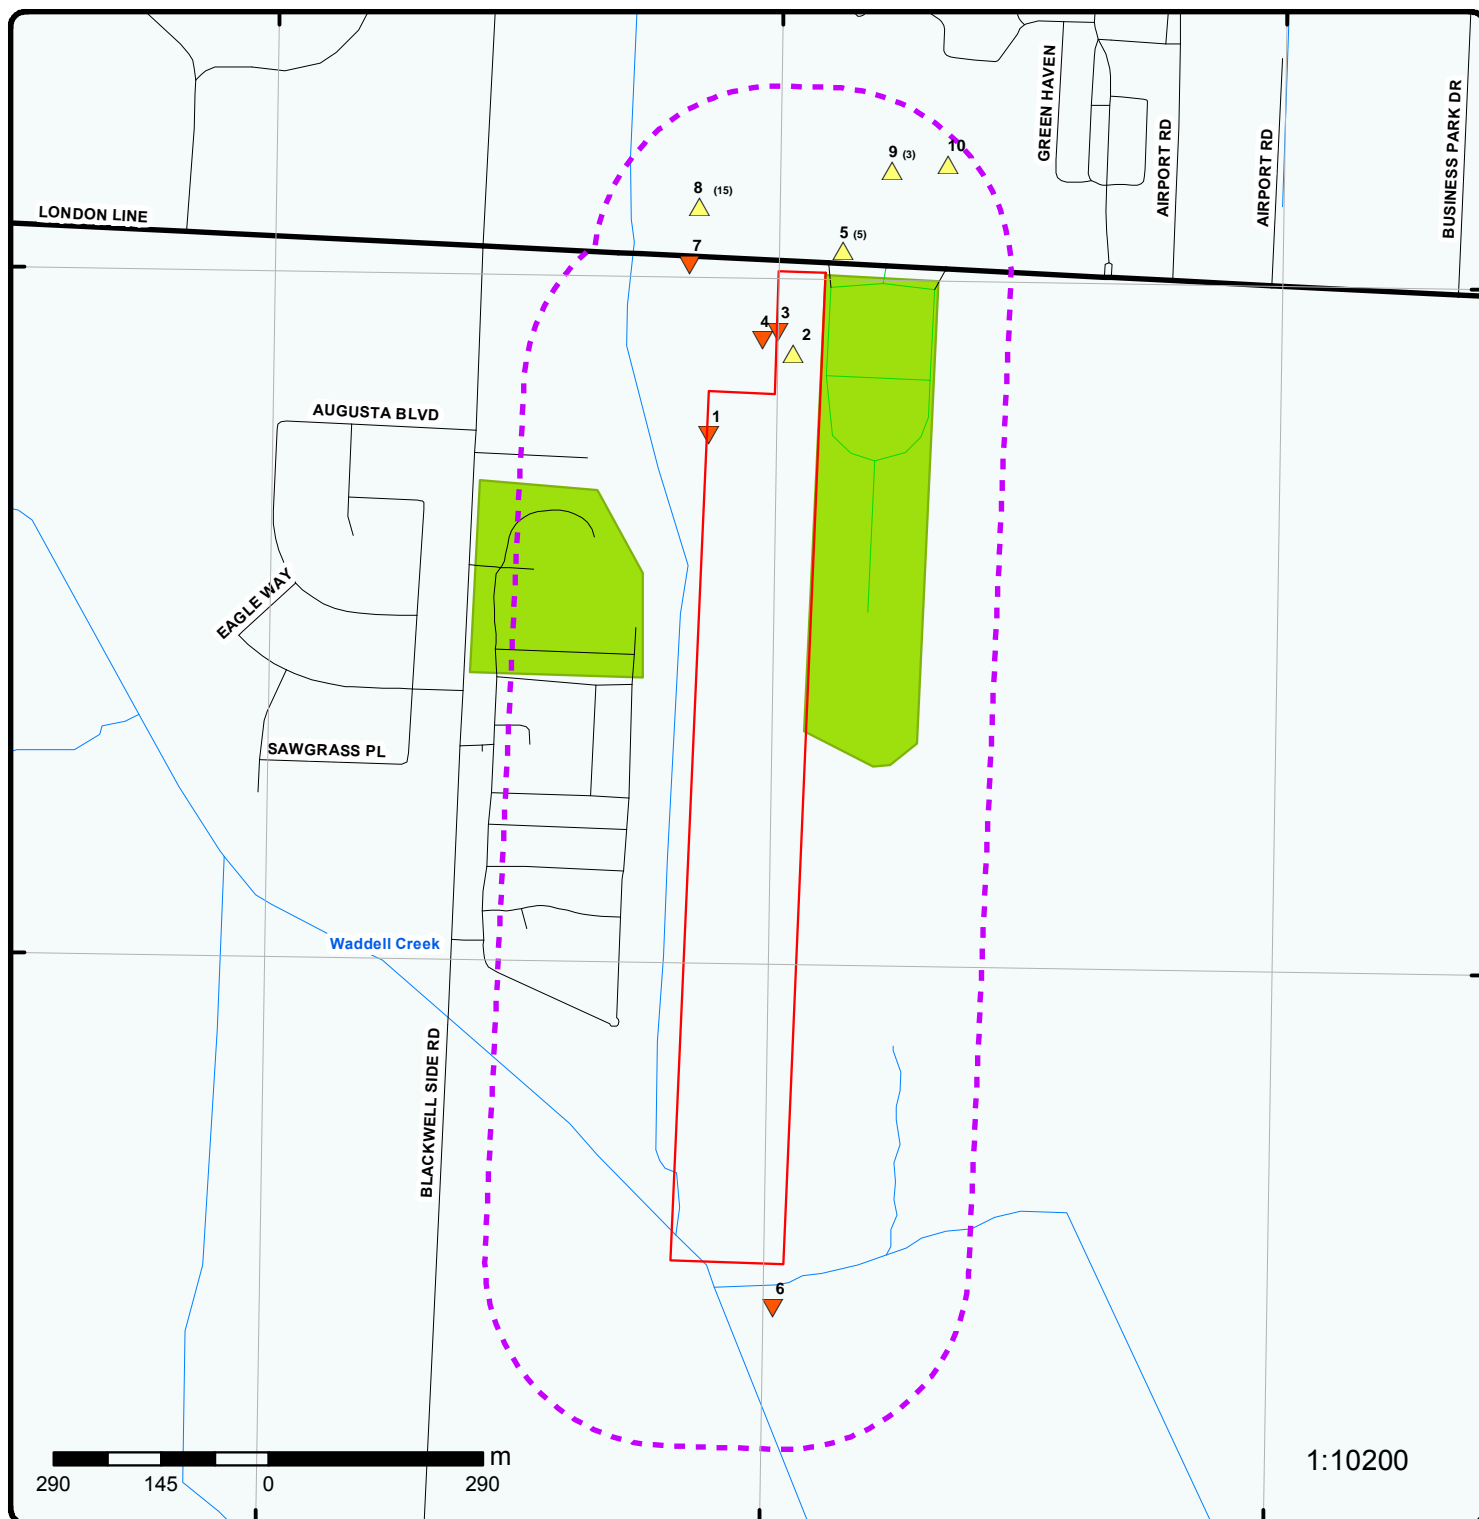 GREEN HAVEN
AIRPORT RD
AIRPORT RD
BUSINESS PARK DR
10
9 (3)
8 (15)
LONDON LINE
5 (5)
7
3
4
2
AUGUSTA BLVD
1
EAGLE WAY
SAWGRASS PL
Waddell Creek
BLACKWELL SIDE RD
6
m
290 145 0 290
1:10200